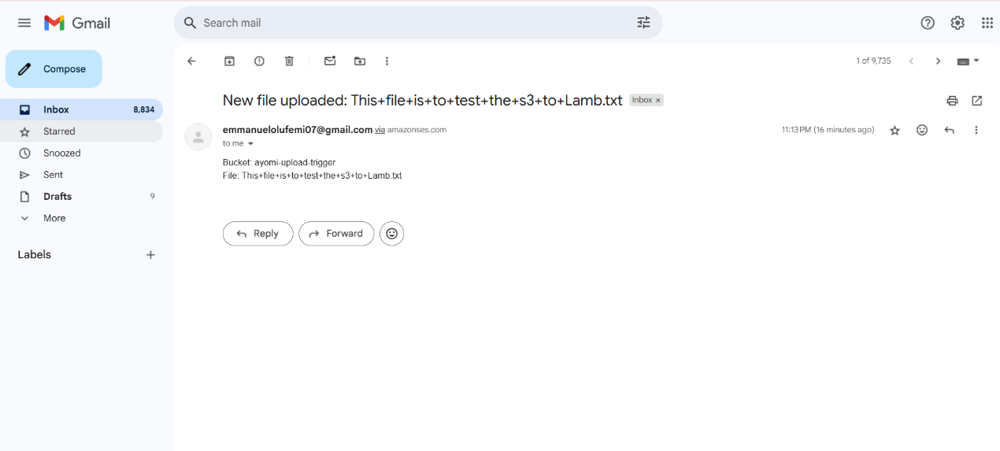 Gmail
Search mail
Compose
1 of 9,735
Inbox 8,834
Starred
Snoozed
Sent
Drafts 9
More
Labels
New file uploaded: This+file+is+to+test+the+s3+to+Lamb.txt Inbox ×
emmanuelolufemi07@gmail.com via amazonses.com 11:13 PM (16 minutes ago)
to me
Bucket: ayomi-upload-trigger
File: This+file+is+to+test+the+s3+to+Lamb.txt
Reply Forward